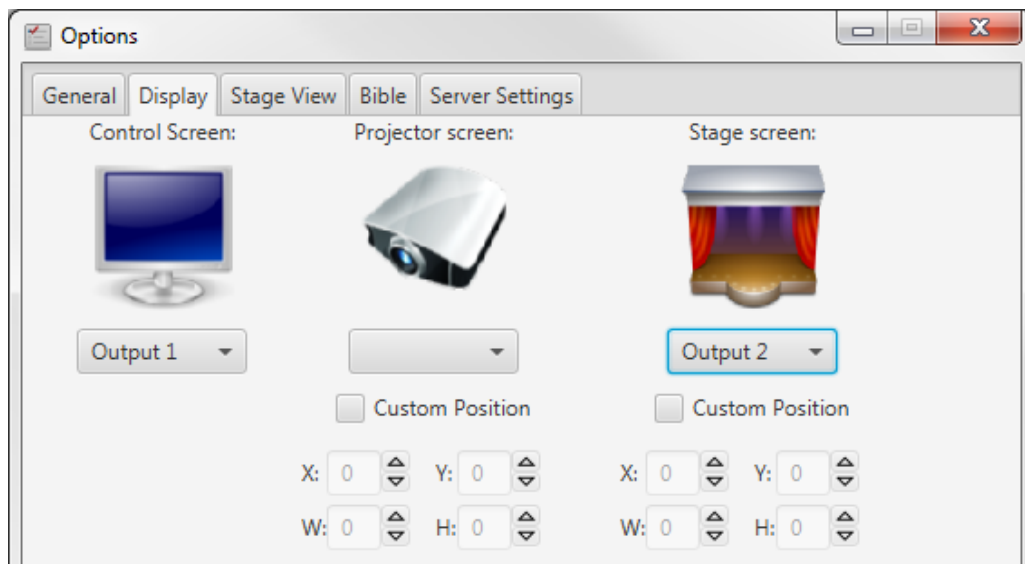 Options
General Display Stage View Bible Server Settings
Control Screen: Projector screen: Stage screen:
Output 1 Output 2
Custom Position Custom Position
X: 0 Y: 0 X: 0 Y: 0
W: 0 H: 0 W: 0 H: 0